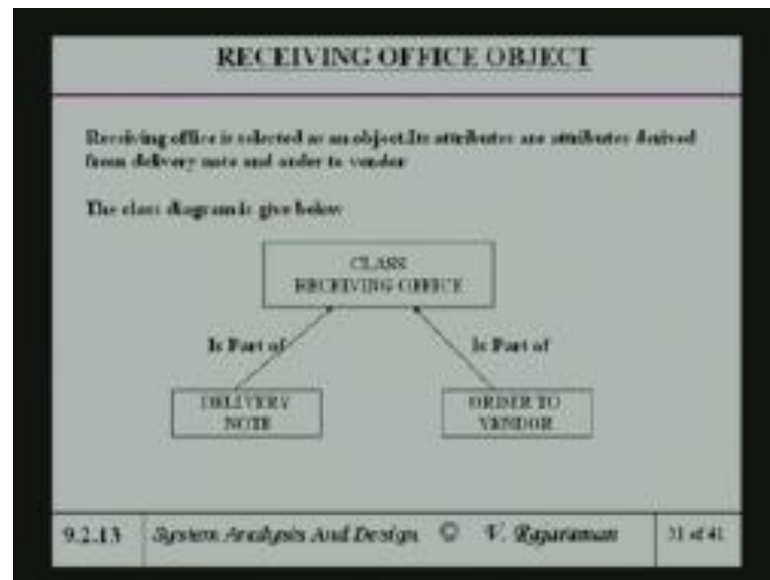 RECEIVING OFFICE OBJECT
Receiving office is selected as an object.Its attributes are attributes derived
from delivery note and order to vendor
The class diagram is give below
CLASS
RECEIVING OFFICE
Is Part of
Is Part of
DELIVERY
NOTE
ORDER TO
VENDOR
9.2.13
System Analysis And Design © V. Rajaraman
31 of 41